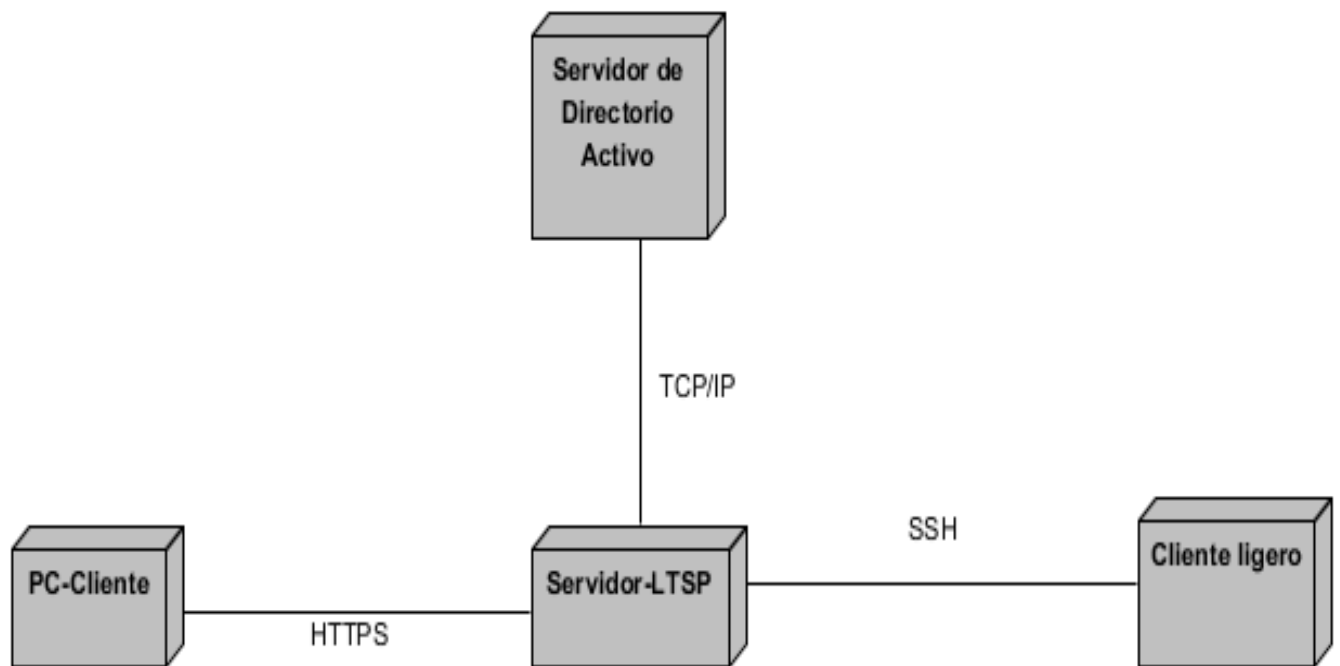 Servidor de
Directorio
Activo
TCP/IP
SSH
PC-Cliente
Servidor-LTSP
Cliente ligero
HTTPS